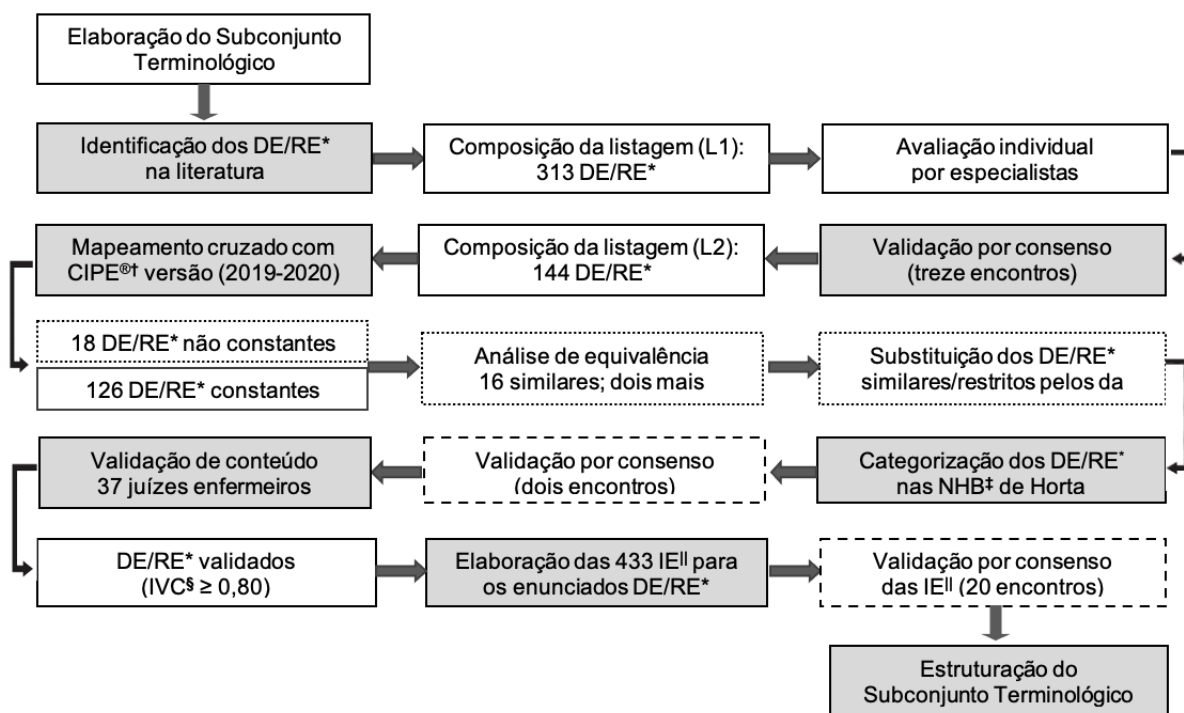 Elaboração do Subconjunto
Terminológico
Identificação dos DE/RE*
na literatura
Composição da listagem (L1):
313 DE/RE*
Avaliação individual
por especialistas
Mapeamento cruzado com
CIPE®† versão (2019-2020)
Composição da listagem (L2):
144 DE/RE*
Validação por consenso
(treze encontros)
18 DE/RE* não constantes
126 DE/RE* constantes
Análise de equivalência
16 similares; dois mais
Substituição dos DE/RE*
similares/restritos pelos da
Validação de conteúdo
37 juízes enfermeiros
Validação por consenso
(dois encontros)
Categorização dos DE/RE*
nas NHB‡ de Horta
DE/RE* validados
(IVC§ ≥ 0,80)
Elaboração das 433 IE|| para
os enunciados DE/RE*
Validação por consenso
das IE|| (20 encontros)
Estruturação do
Subconjunto Terminológico